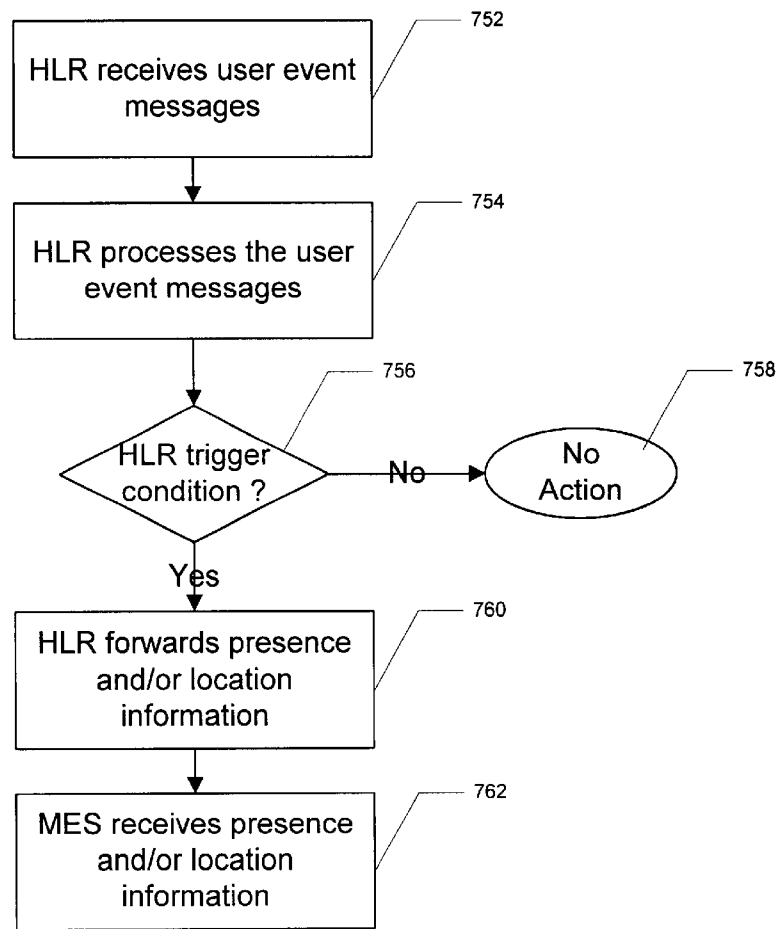 752
HLR receives user event
messages
754
HLR processes the user
event messages
756
758
HLR trigger
condition ?
No
No
Action
Yes
760
HLR forwards presence
and/or location
information
762
MES receives presence
and/or location
information